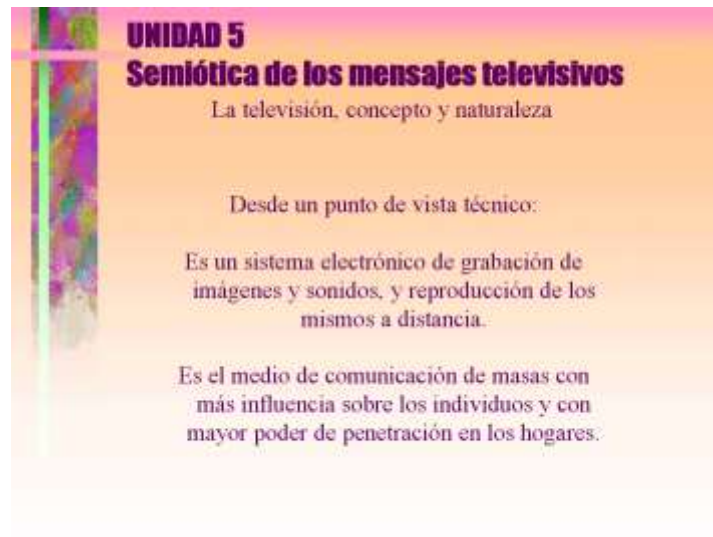 UNIDAD 5
Semiótica de los mensajes televisivos
La televisión, concepto y naturaleza
Desde un punto de vista técnico:
Es un sistema electrónico de grabación de
imágenes y sonidos, y reproducción de los
mismos a distancia.
Es el medio de comunicación de masas con
más influencia sobre los individuos y con
mayor poder de penetración en los hogares.